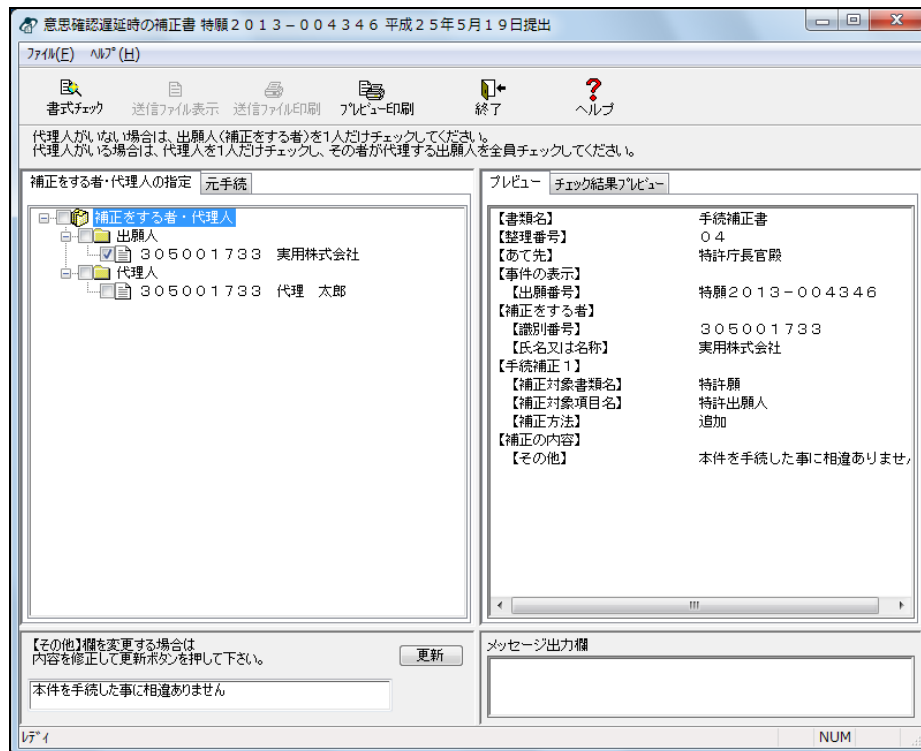 意思確認遅延時の補正書 特願２０１３－００４３４６ 平成２５年５月１９日提出
ﾌｧｲﾙ(F) ﾍﾙﾌﾟ(H)
書式ﾁｪｯｸ 送信ﾌｧｲﾙ表示 送信ﾌｧｲﾙ印刷 ﾌﾟﾚﾋﾞｭｰ印刷 終了 ヘルプ
代理人がいない場合は、出願人(補正をする者)を1人だけチェックしてください。
代理人がいる場合は、代理人を1人だけチェックし、その者が代理する出願人を全員チェックしてください。
補正をする者・代理人の指定 元手続
補正をする者・代理人
出願人
３０５００１７３３ 実用株式会社
代理人
３０５００１７３３ 代理 太郎
プレビュー チェック結果プレビュー
【書類名】 手続補正書
【整理番号】 ０４
【あて先】 特許庁長官殿
【事件の表示】
【出願番号】 特願２０１３－００４３４６
【補正をする者】
【識別番号】 ３０５００１７３３
【氏名又は名称】 実用株式会社
【手続補正１】
【補正対象書類名】 特許願
【補正対象項目名】 特許出願人
【補正方法】 追加
【補正の内容】
【その他】 本件を手続した事に相違ありませ
【その他】欄を変更する場合は
内容を修正して更新ボタンを押して下さい。
更新
本件を手続した事に相違ありません
メッセージ出力欄
ﾚﾃﾞｨ NUM